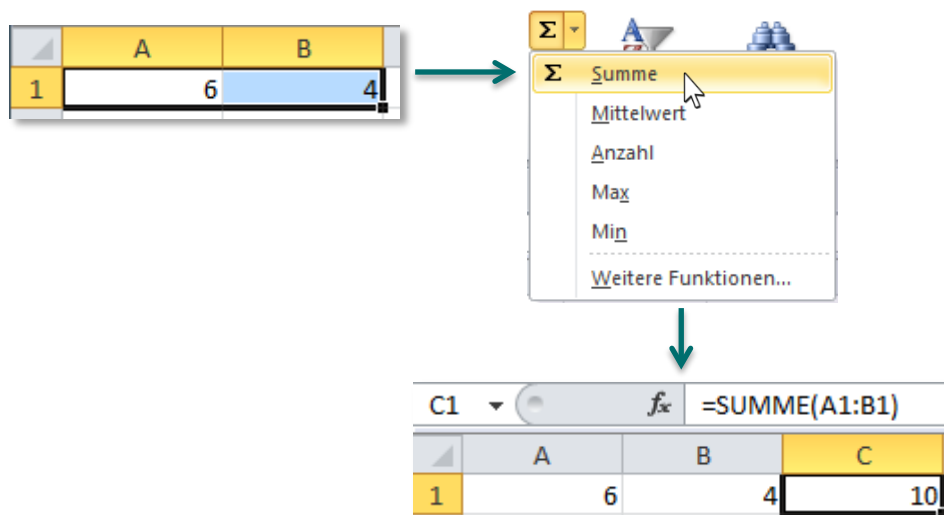 A B
1 6 4
Σ
Σ Summe
Mittelwert
Anzahl
Max
Min
Weitere Funktionen...
C1 fx =SUMME(A1:B1)
A B C
1 6 4 10